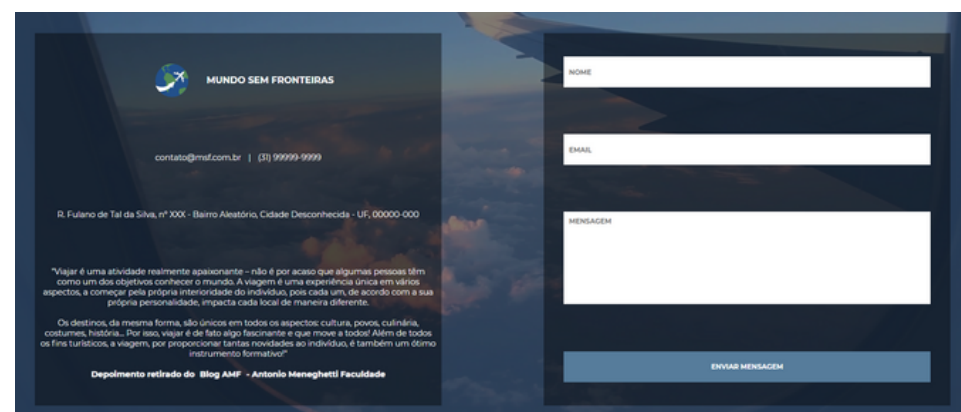 MUNDO SEM FRONTEIRAS
contato@msf.com.br | (31) 99999-9999
R. Fulano de Tal da Silva, nº XXX - Bairro Aleatório, Cidade Desconhecida - UF, 00000-000
"Viajar é uma atividade realmente apaixonante – não é por acaso que algumas pessoas têm
como um dos objetivos conhecer o mundo. A viagem é uma experiência única em vários
aspectos, a começar pela própria interioridade do indivíduo, pois cada um, de acordo com a sua
própria personalidade, impacta cada local de maneira diferente.
Os destinos, da mesma forma, são únicos em todos os aspectos: cultura, povos, culinária,
costumes, história... Por isso, viajar é de fato algo fascinante e que move a todos! Além de todos
os fins turísticos, a viagem, por proporcionar tantas novidades ao indivíduo, é também um ótimo
instrumento formativo!"
Depoimento retirado do Blog AMF - Antonio Meneghetti Faculdade
NOME
EMAIL
MENSAGEM
ENVIAR MENSAGEM